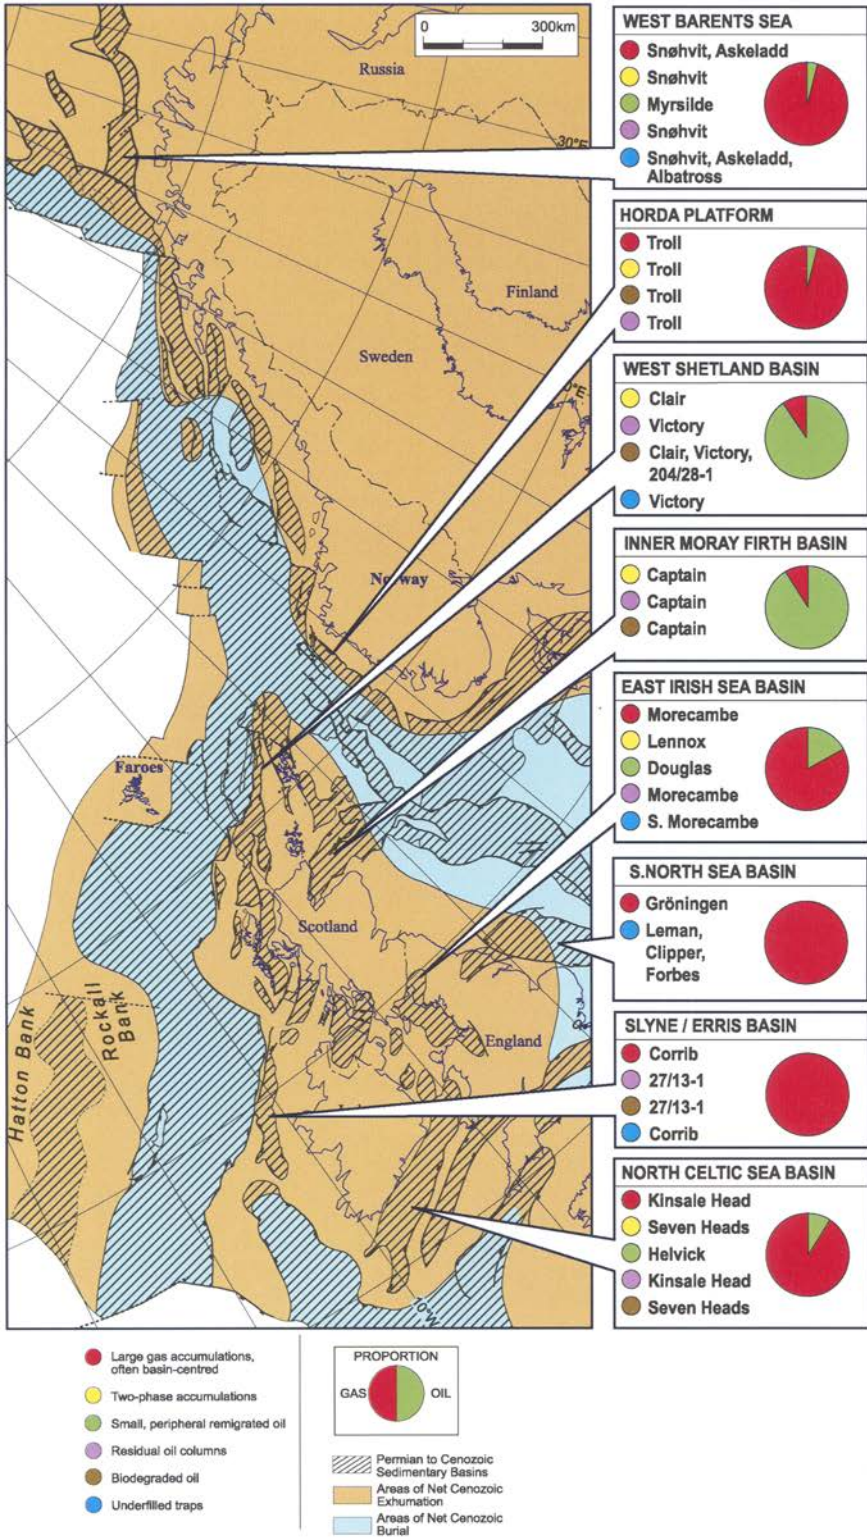 0 300km
Russia
30°E
Finland
Sweden
0°E
Norway
Faroes
Scotland
England
Rockall
Bank
Hatton Bank
10°W
WEST BARENTS SEA
Snøhvit, Askeladd
Snøhvit
Myrsilde
Snøhvit
Snøhvit, Askeladd,
Albatross
HORDA PLATFORM
Troll
Troll
Troll
Troll
WEST SHETLAND BASIN
Clair
Victory
Clair, Victory,
204/28-1
Victory
INNER MORAY FIRTH BASIN
Captain
Captain
Captain
EAST IRISH SEA BASIN
Morecambe
Lennox
Douglas
Morecambe
S. Morecambe
S.NORTH SEA BASIN
Gröningen
Leman,
Clipper,
Forbes
SLYNE / ERRIS BASIN
Corrib
27/13-1
27/13-1
Corrib
NORTH CELTIC SEA BASIN
Kinsale Head
Seven Heads
Helvick
Kinsale Head
Seven Heads
Large gas accumulations,
often basin-centred
Two-phase accumulations
Small, peripheral remigrated oil
Residual oil columns
Biodegraded oil
Underfilled traps
PROPORTION
GAS OIL
Permian to Cenozoic
Sedimentary Basins
Areas of Net Cenozoic
Exhumation
Areas of Net Cenozoic
Burial